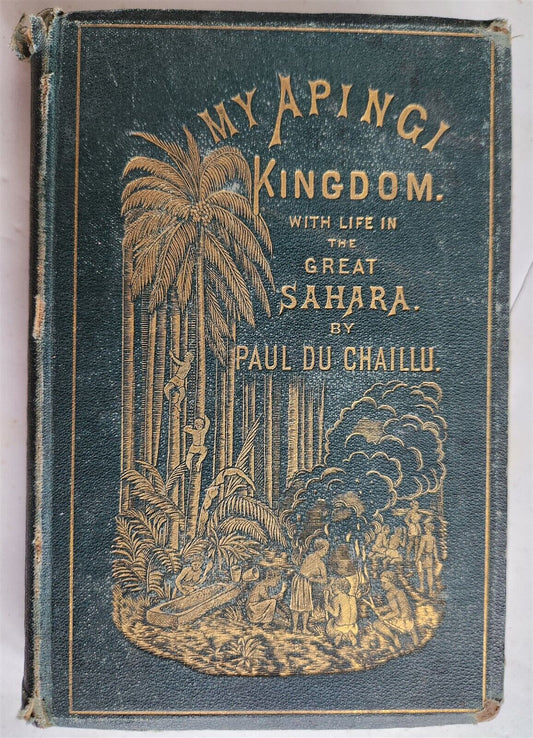 MY APINGI
KINGDOM.
WITH LIFE IN
THE
GREAT
SAHARA.
BY
PAUL DU CHAILLU.